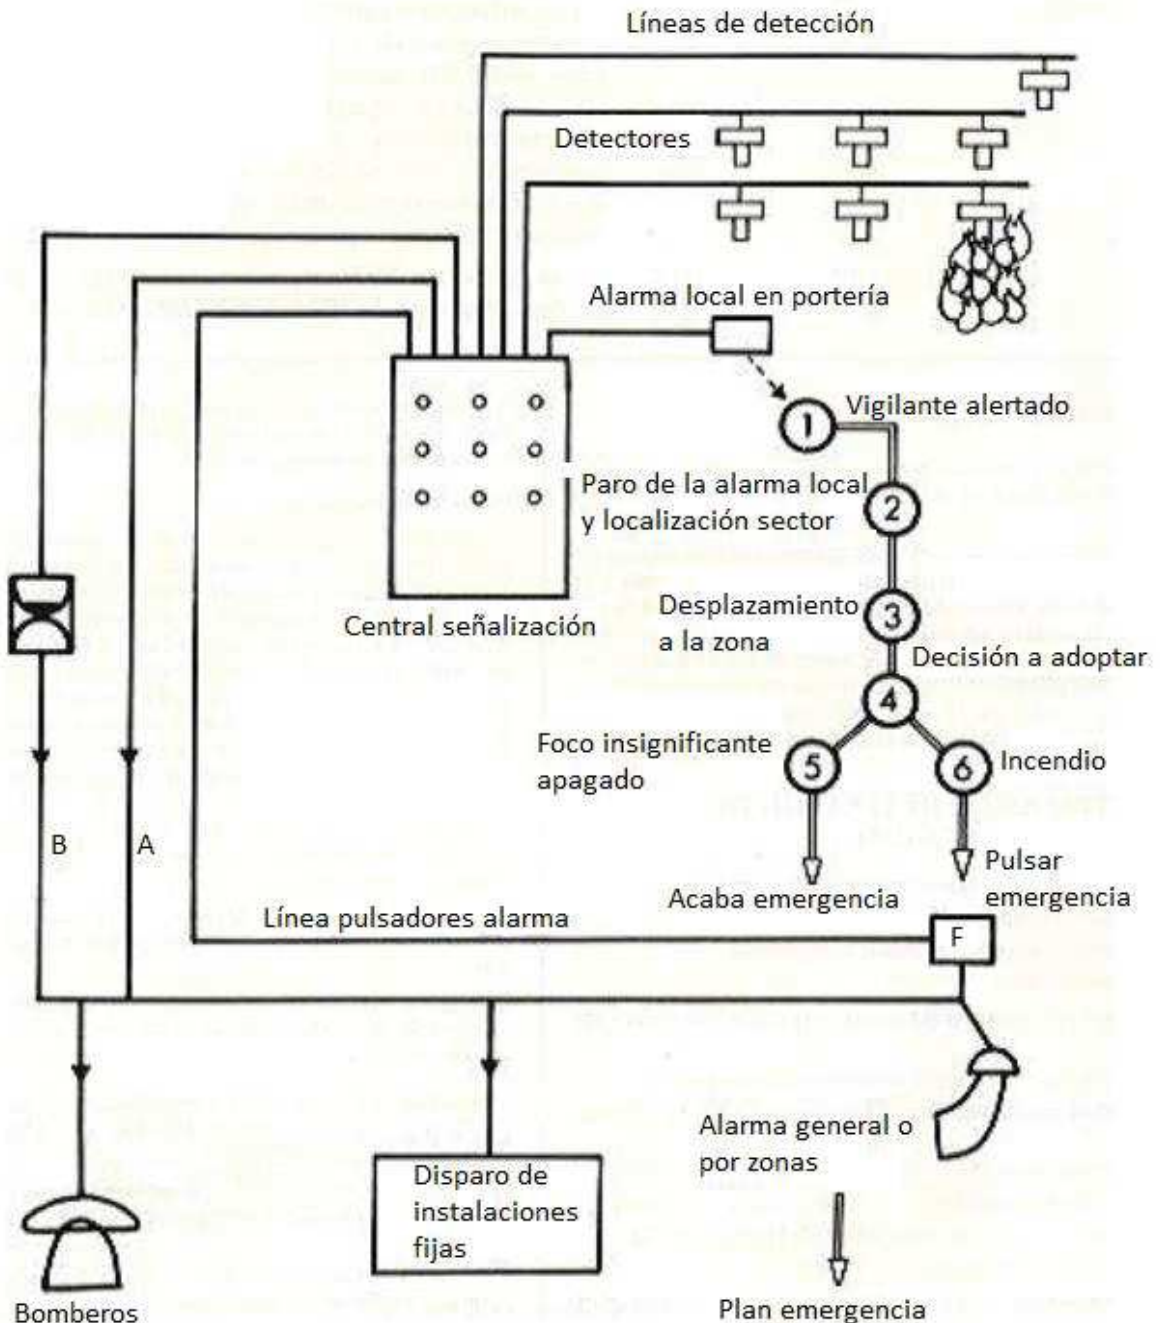 Líneas de detección
Detectores
Alarma local en portería
1
Vigilante alertado
Paro de la alarma local
y localización sector
2
Central señalización
Desplazamiento
a la zona
3
Decisión a adoptar
4
Foco insignificante
apagado
5
6
Incendio
B
A
Pulsar
emergencia
Acaba emergencia
Línea pulsadores alarma
F
Alarma general o
por zonas
Disparo de
instalaciones
fijas
Bomberos
Plan emergencia